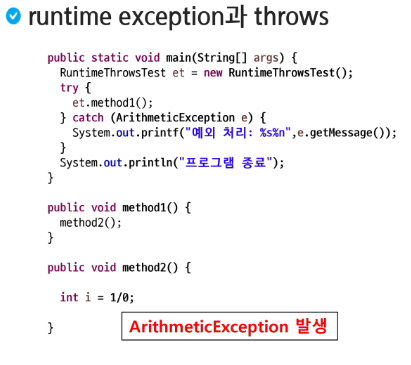 runtime exception과 throws
public static void main(String[] args) {
RuntimeThrowsTest et = new RuntimeThrowsTest();
try {
et.method1();
} catch (ArithmeticException e) {
System.out.printf("예외 처리: %s%n",e.getMessage());
}
System.out.println("프로그램 종료");
}
public void method1() {
method2();
}
public void method2() {
int i = 1/0;
}
ArithmeticException 발생